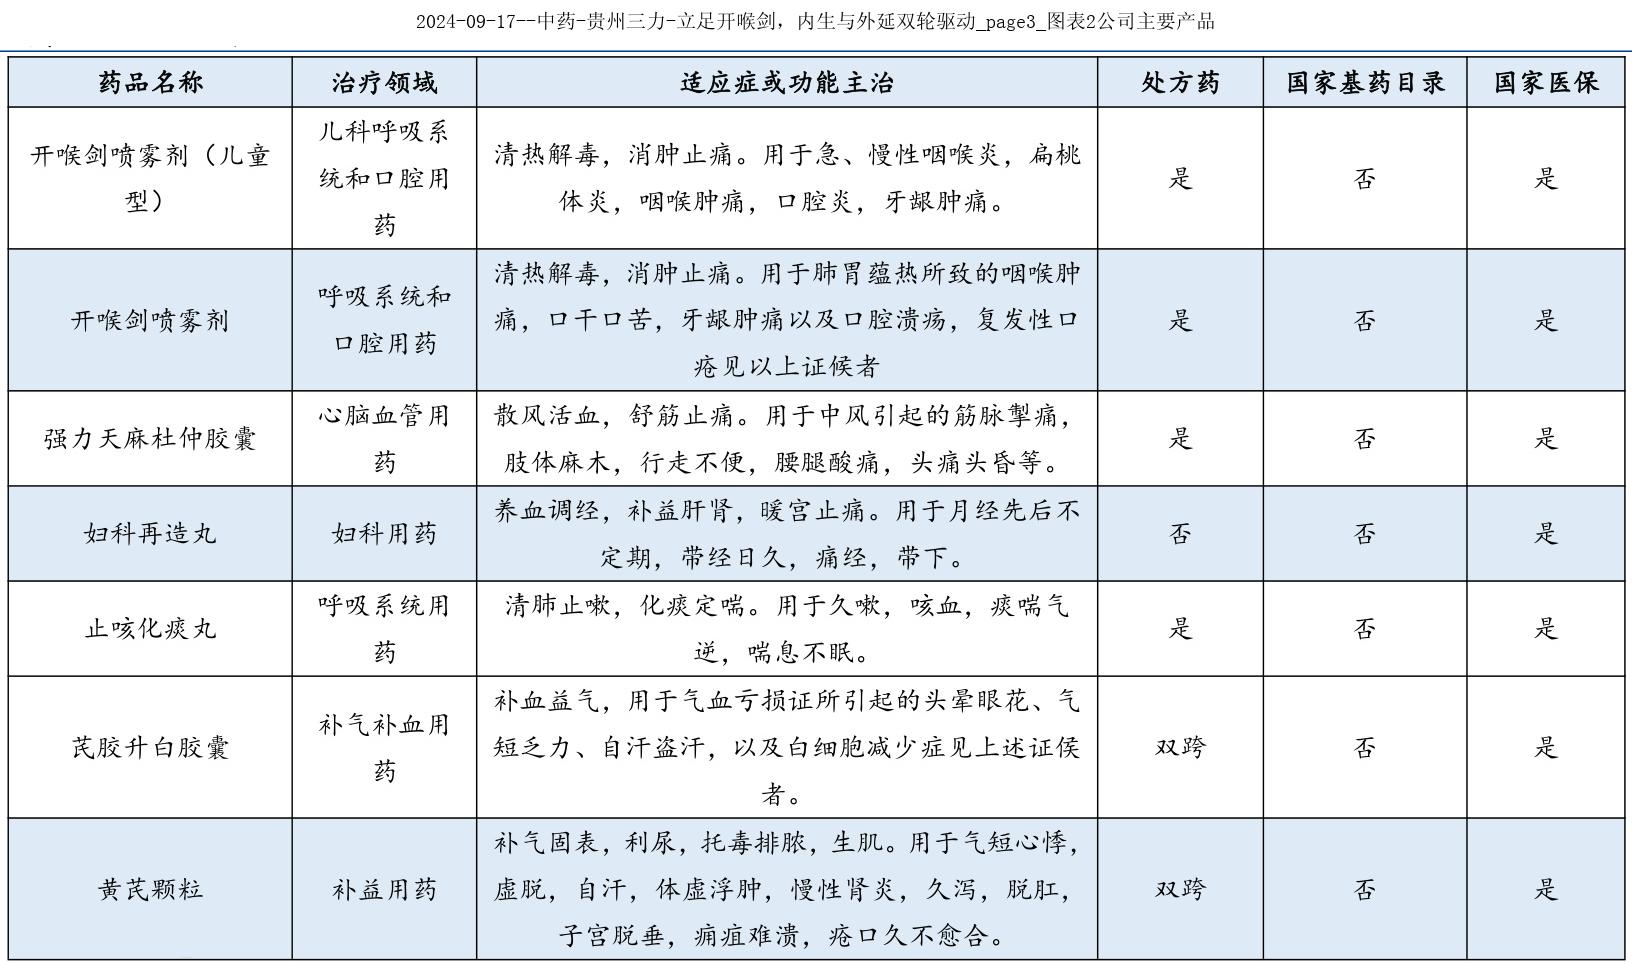 2024-09-17--中药-贵州三力-立足开喉剑，内生与外延双轮驱动_page3_图表2公司主要产品
药品名称 治疗领域 适应症或功能主治 处方药 国家基药目录 国家医保
开喉剑喷雾剂（儿童
型）
儿科呼吸系
统和口腔用
药
清热解毒，消肿止痛。用于急、慢性咽喉炎，扁桃
体炎，咽喉肿痛，口腔炎，牙龈肿痛。
是 否 是
开喉剑喷雾剂
呼吸系统和
口腔用药
清热解毒，消肿止痛。用于肺胃蕴热所致的咽喉肿
痛，口干口苦，牙龈肿痛以及口腔溃疡，复发性口
疮见以上证候者
是 否 是
强力天麻杜仲胶囊
心脑血管用
药
散风活血，舒筋止痛。用于中风引起的筋脉掣痛，
肢体麻木，行走不便，腰腿酸痛，头痛头昏等。
是 否 是
妇科再造丸
妇科用药
养血调经，补益肝肾，暖宫止痛。用于月经先后不
定期，带经日久，痛经，带下。
否 否 是
止咳化痰丸
呼吸系统用
药
清肺止嗽，化痰定喘。用于久嗽，咳血，痰喘气
逆，喘息不眠。
是 否 是
芪胶升白胶囊
补气补血用
药
补血益气，用于气血亏损证所引起的头晕眼花、气
短乏力、自汗盗汗，以及白细胞减少症见上述证侯
者。
双跨 否 是
黄芪颗粒
补益用药
补气固表，利尿，托毒排脓，生肌。用于气短心悸，
虚脱，自汗，体虚浮肿，慢性肾炎，久泻，脱肛，
子宫脱垂，痈疽难溃，疮口久不愈合。
双跨 否 是